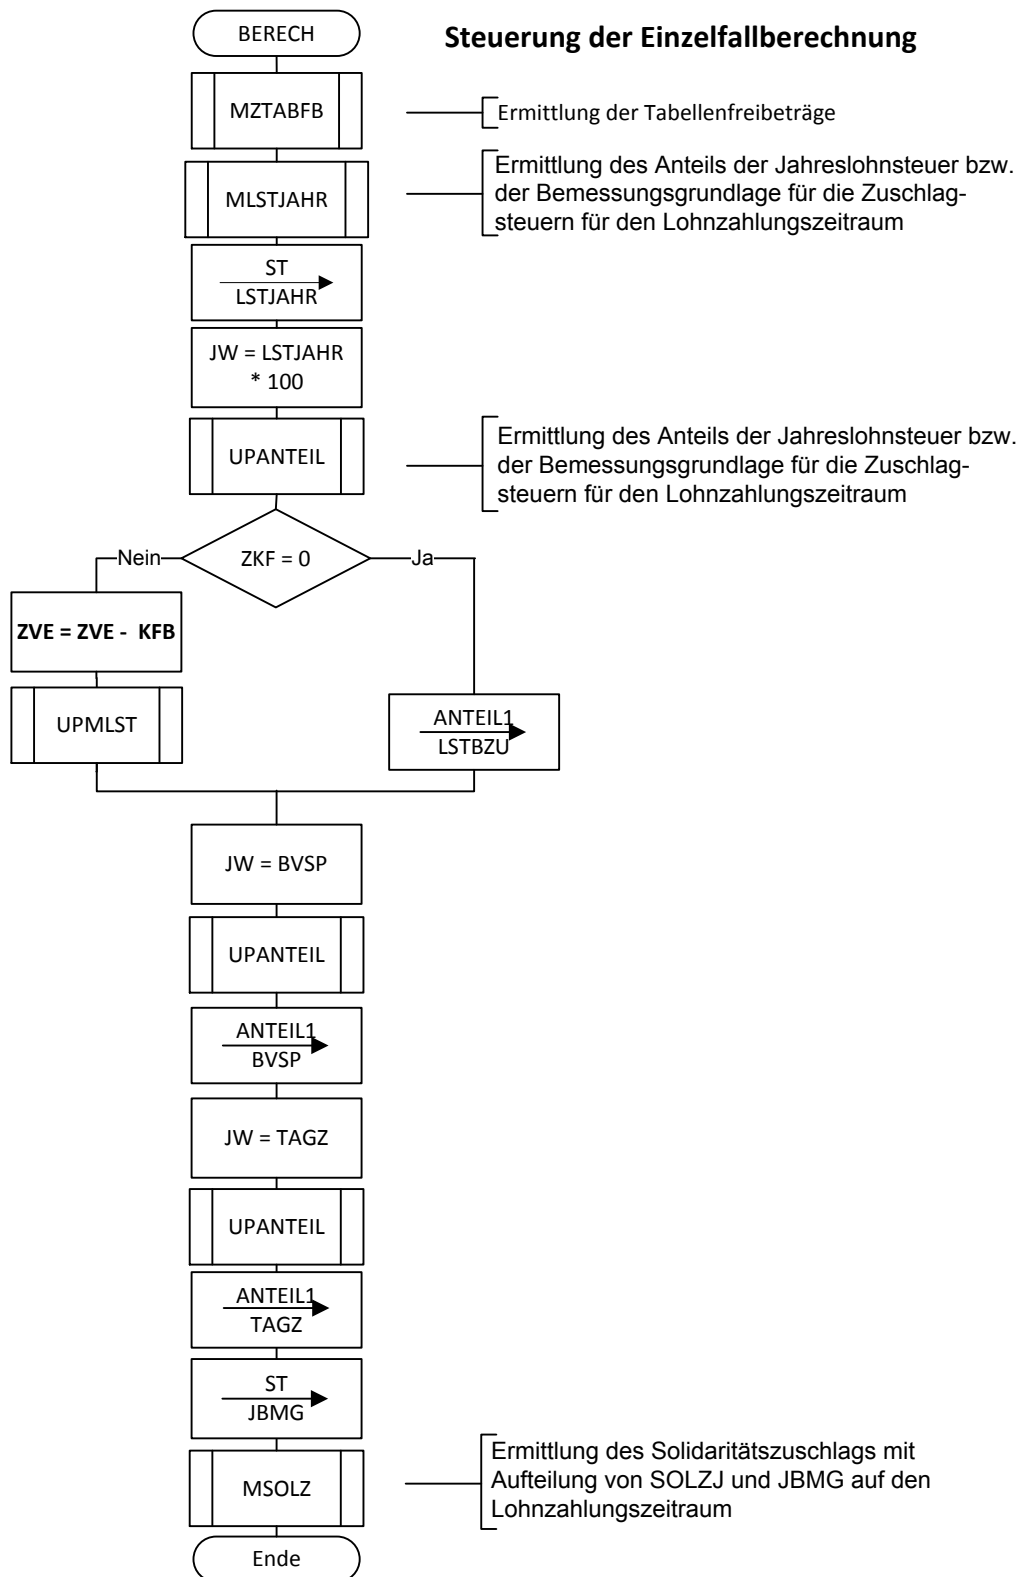 BERECH
Steuerung der Einzelfallberechnung
MZTABFB
Ermittlung der Tabellenfreibeträge
MLSTJAHR
Ermittlung des Anteils der Jahreslohnsteuer bzw.
der Bemessungsgrundlage für die Zuschlag-
steuern für den Lohnzahlungszeitraum
ST
LSTJAHR
JW = LSTJAHR
* 100
UPANTEIL
Ermittlung des Anteils der Jahreslohnsteuer bzw.
der Bemessungsgrundlage für die Zuschlag-
steuern für den Lohnzahlungszeitraum
Nein
ZKF = 0
Ja
ZVE = ZVE - KFB
UPMLST
ANTEIL1
LSTBZU
JW = BVSP
UPANTEIL
ANTEIL1
BVSP
JW = TAGZ
UPANTEIL
ANTEIL1
TAGZ
ST
JBMG
MSOLZ
Ermittlung des Solidaritätszuschlags mit
Aufteilung von SOLZJ und JBMG auf den
Lohnzahlungszeitraum
Ende